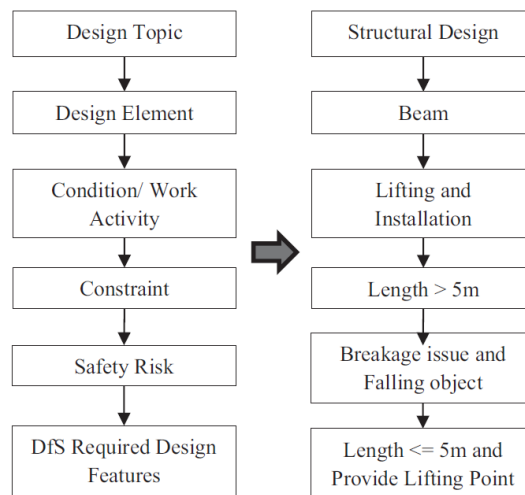 Design Topic
Design Element
Condition/ Work
Activity
Constraint
Safety Risk
DfS Required Design
Features
Structural Design
Beam
Lifting and
Installation
Length > 5m
Breakage issue and
Falling object
Length <= 5m and
Provide Lifting Point